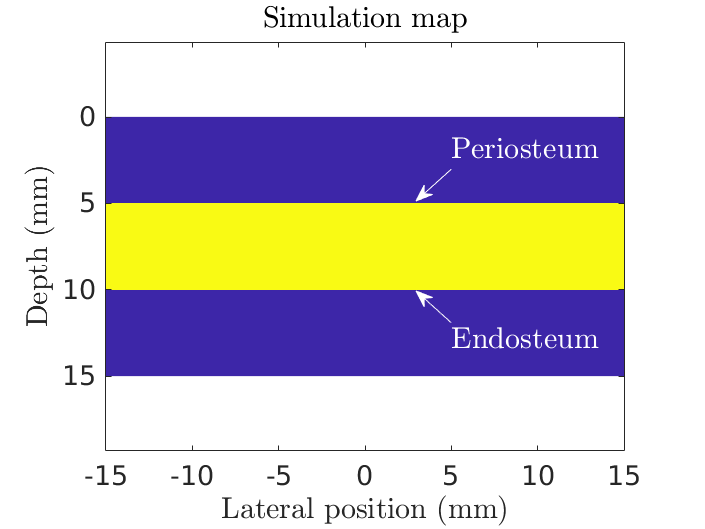 Simulation map
0
Periosteum
5
Depth (mm)
10
Endosteum
15
-15 -10 -5 0 5 10 15
Lateral position (mm)